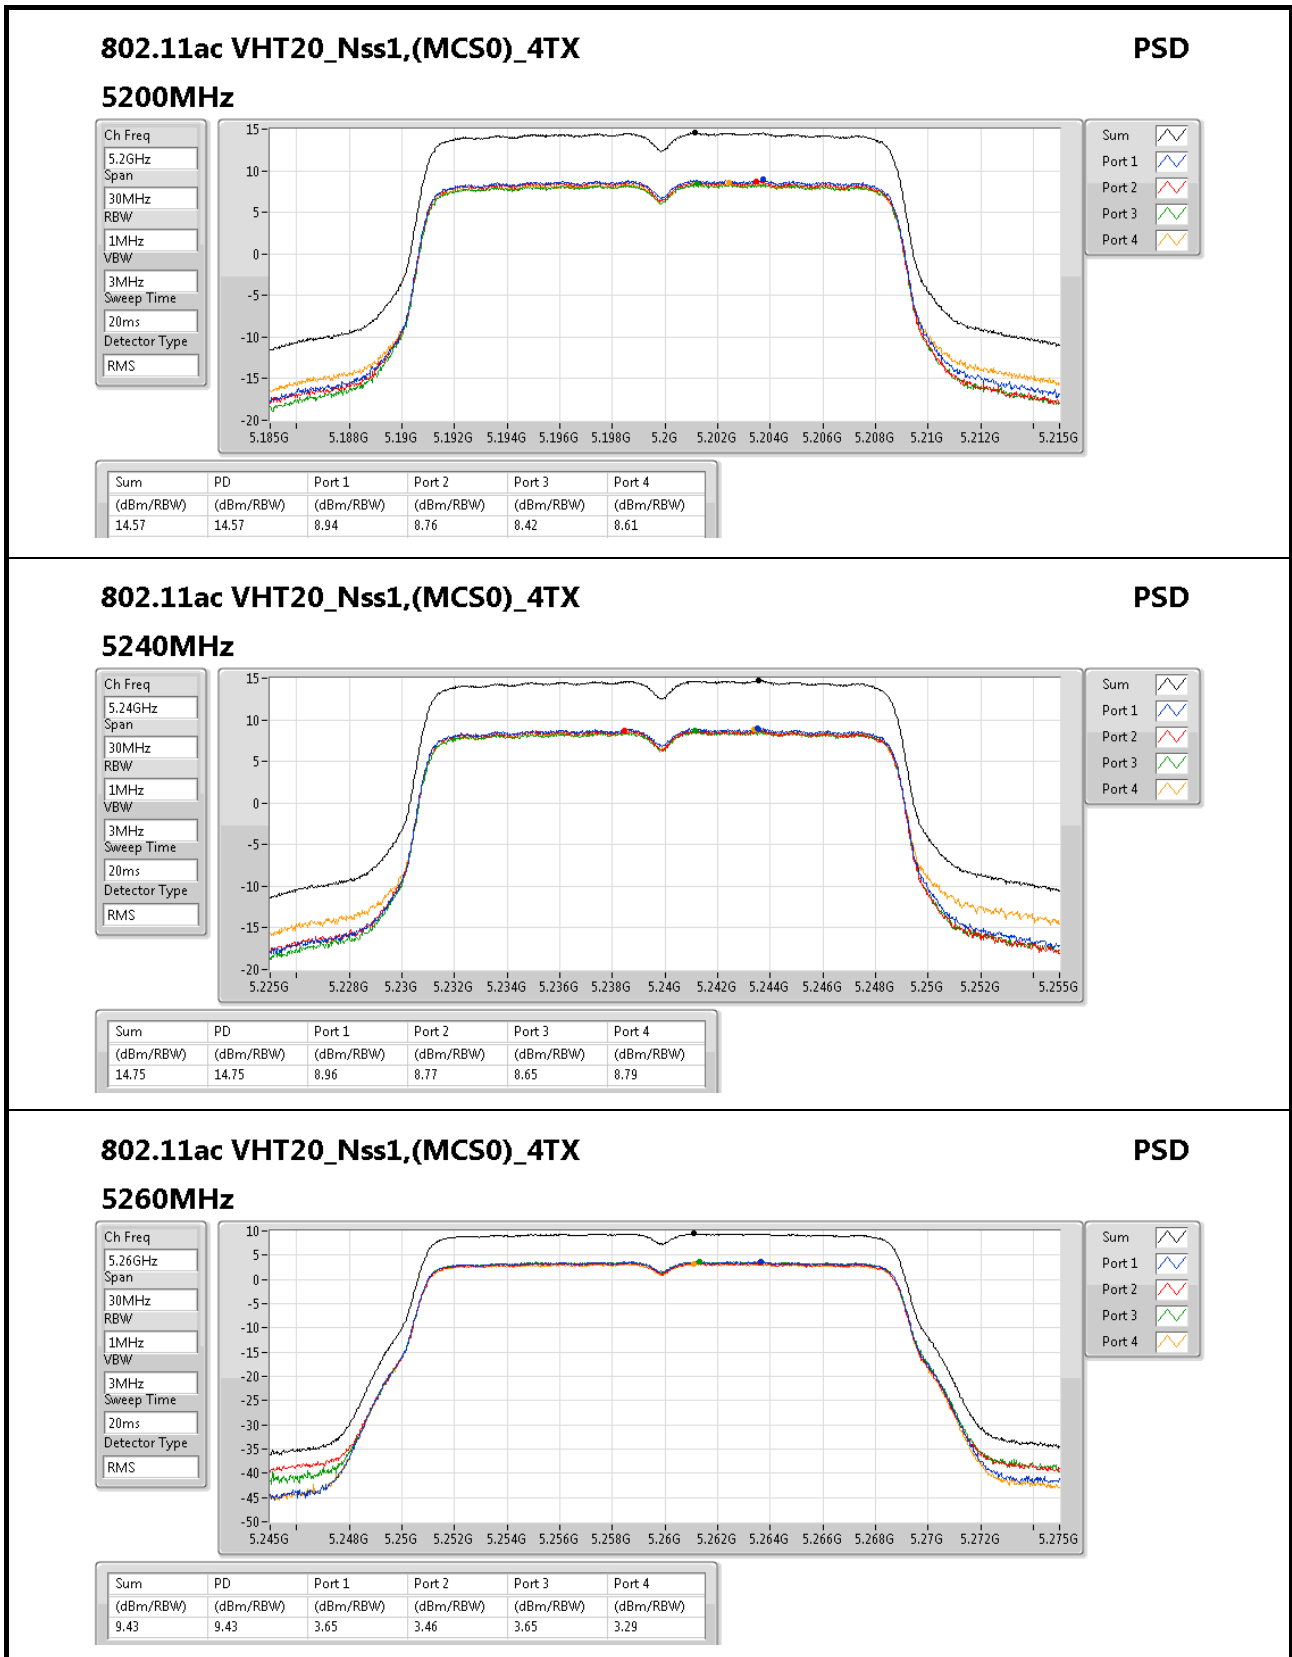 802.11ac VHT20_Nss1,(MCS0)_4TX PSD
5200MHz
Ch Freq
5.2GHz
Span
30MHz
RBW
1MHz
VBW
3MHz
Sweep Time
20ms
Detector Type
RMS
15
10
5
0
-5
-10
-15
-20
5.185G 5.188G 5.19G 5.192G 5.194G 5.196G 5.198G 5.2G 5.202G 5.204G 5.206G 5.208G 5.21G 5.212G 5.215G
Sum
Port 1
Port 2
Port 3
Port 4
Sum PD Port 1 Port 2 Port 3 Port 4
(dBm/RBW) (dBm/RBW) (dBm/RBW) (dBm/RBW) (dBm/RBW) (dBm/RBW)
14.57 14.57 8.94 8.76 8.42 8.61
802.11ac VHT20_Nss1,(MCS0)_4TX PSD
5240MHz
Ch Freq
5.24GHz
Span
30MHz
RBW
1MHz
VBW
3MHz
Sweep Time
20ms
Detector Type
RMS
15
10
5
0
-5
-10
-15
-20
5.225G 5.228G 5.23G 5.232G 5.234G 5.236G 5.238G 5.24G 5.242G 5.244G 5.246G 5.248G 5.25G 5.252G 5.255G
Sum
Port 1
Port 2
Port 3
Port 4
Sum PD Port 1 Port 2 Port 3 Port 4
(dBm/RBW) (dBm/RBW) (dBm/RBW) (dBm/RBW) (dBm/RBW) (dBm/RBW)
14.75 14.75 8.96 8.77 8.65 8.79
802.11ac VHT20_Nss1,(MCS0)_4TX PSD
5260MHz
Ch Freq
5.26GHz
Span
30MHz
RBW
1MHz
VBW
3MHz
Sweep Time
20ms
Detector Type
RMS
10
5
0
-5
-10
-15
-20
-25
-30
-35
-40
-45
-50
5.245G 5.248G 5.25G 5.252G 5.254G 5.256G 5.258G 5.26G 5.262G 5.264G 5.266G 5.268G 5.27G 5.272G 5.275G
Sum
Port 1
Port 2
Port 3
Port 4
Sum PD Port 1 Port 2 Port 3 Port 4
(dBm/RBW) (dBm/RBW) (dBm/RBW) (dBm/RBW) (dBm/RBW) (dBm/RBW)
9.43 9.43 3.65 3.46 3.65 3.29